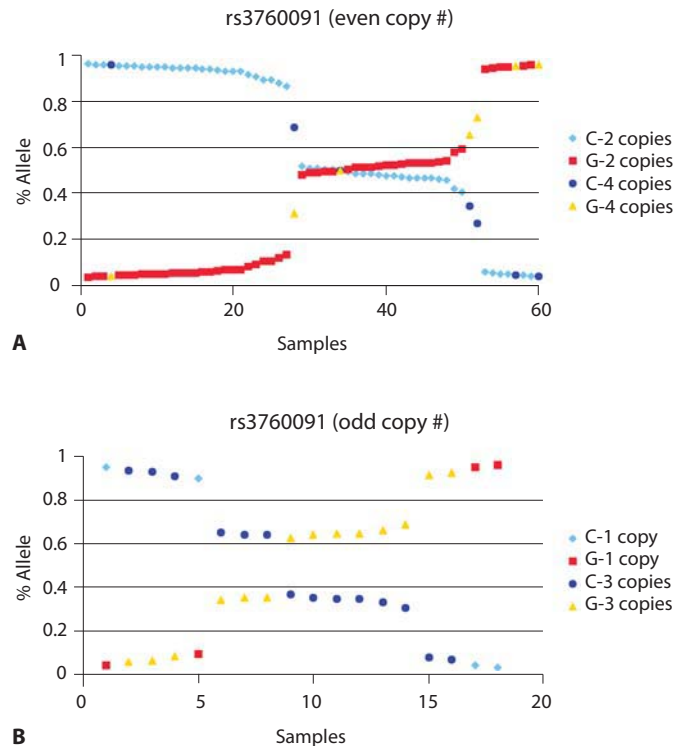 rs3760091 (even copy #)
1
0.8
0.6
0.4
0.2
0
% Allele
0
20
40
60
Samples
C-2 copies
G-2 copies
C-4 copies
G-4 copies
A
rs3760091 (odd copy #)
1
0.8
0.6
0.4
0.2
0
% Allele
0
5
10
15
20
Samples
C-1 copy
G-1 copy
C-3 copies
G-3 copies
B